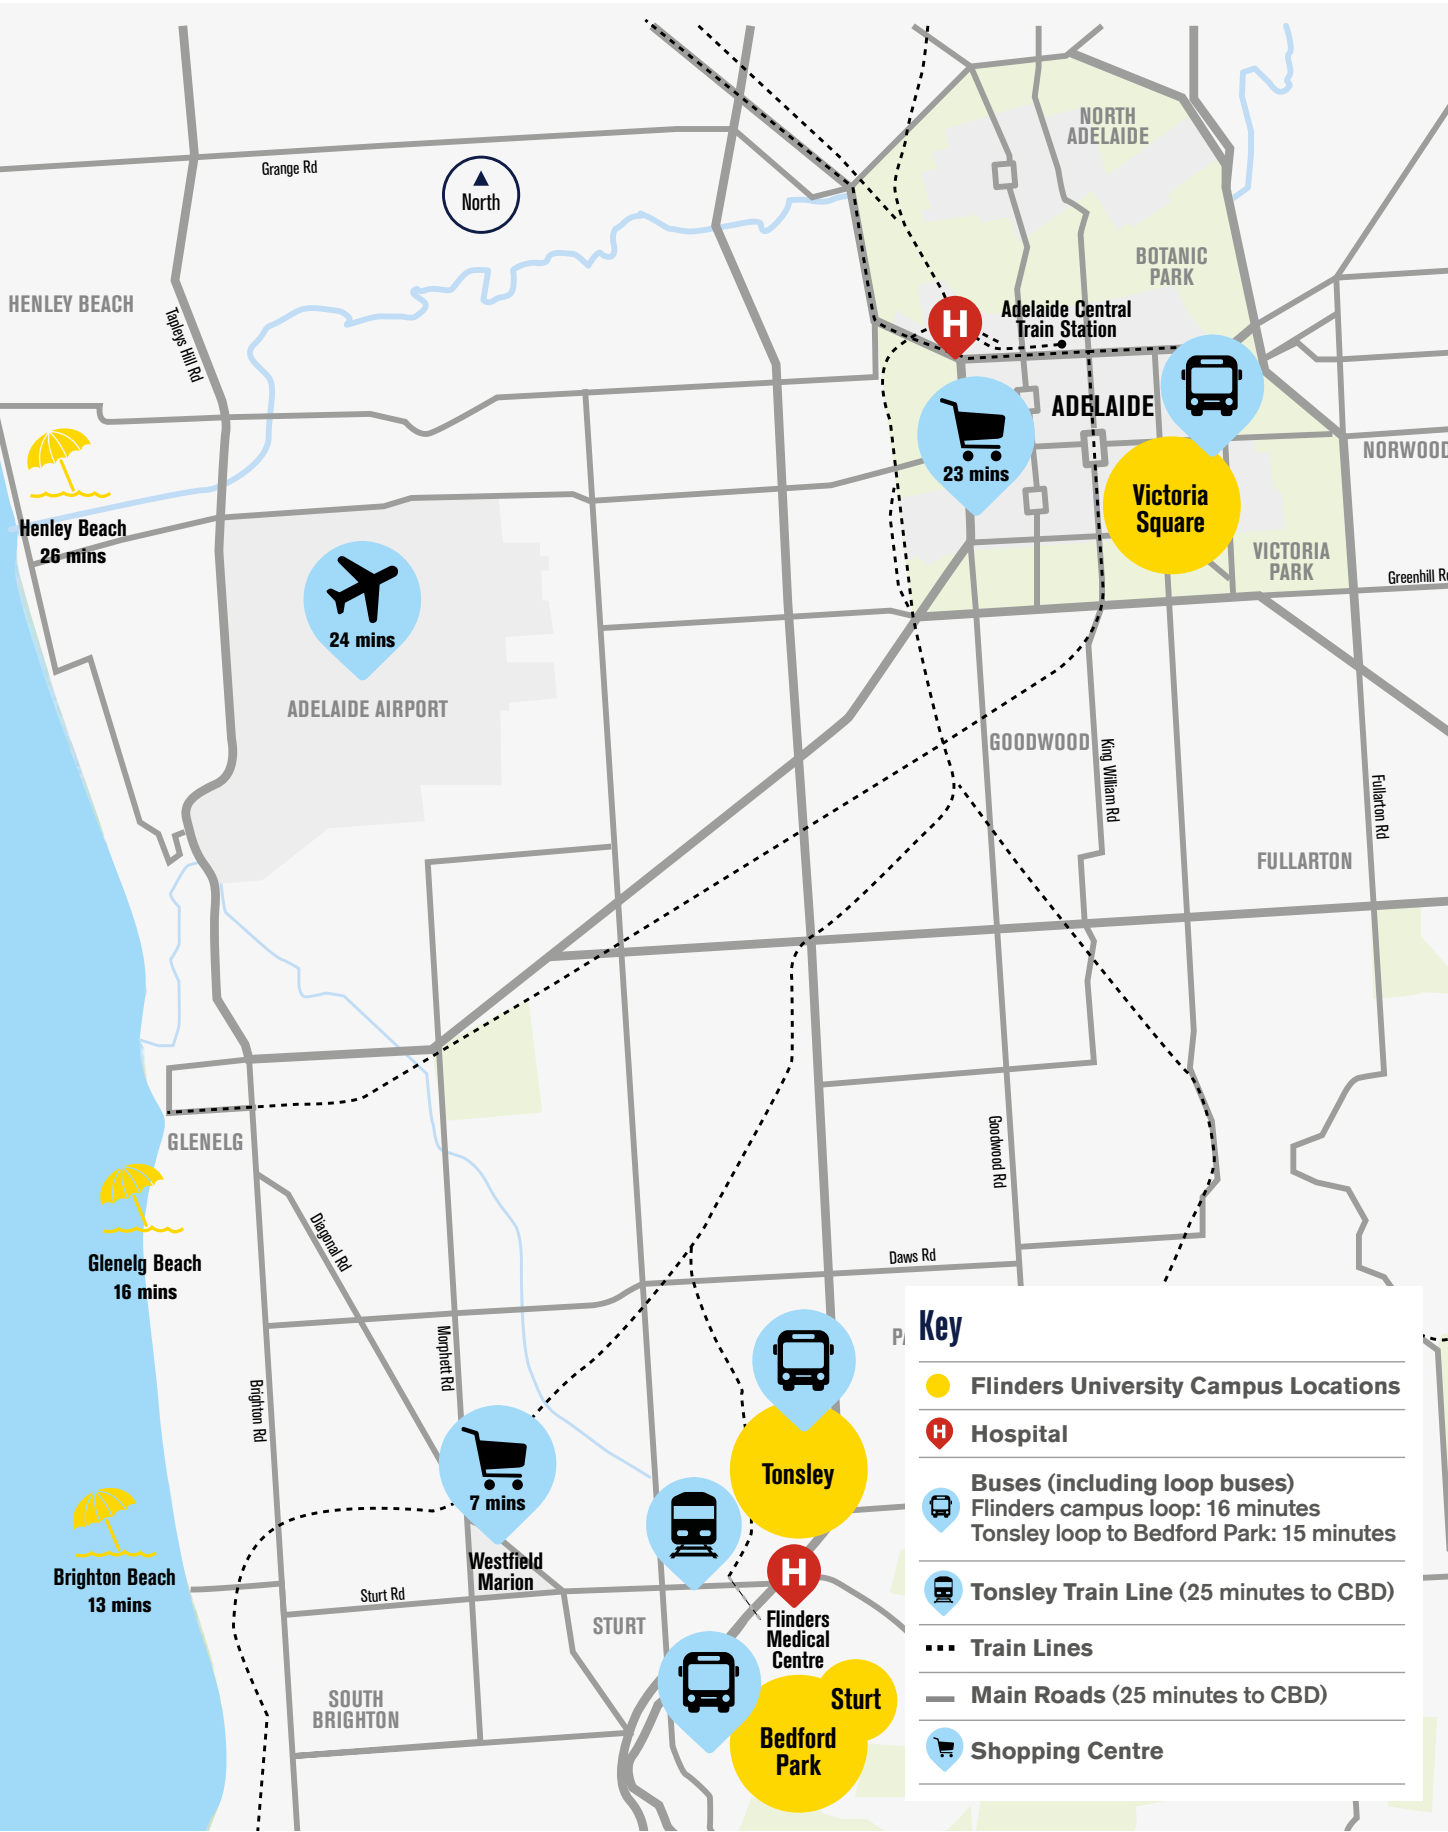 NORTH
ADELAIDE
Grange Rd
North
BOTANIC
PARK
HENLEY BEACH
Tapleys Hill Rd
H
Adelaide Central
Train Station
ADELAIDE
NORWOOD
23 mins
Victoria
Square
Henley Beach
26 mins
VICTORIA
PARK
Greenhill Rd
24 mins
ADELAIDE AIRPORT
GOODWOOD
King William Rd
Fullarton Rd
FULLARTON
GLENELG
Goodwood Rd
Diagonal Rd
Glenelg Beach
16 mins
Daws Rd
Morphett Rd
Brighton Rd
PA
Tonsley
7 mins
Westfield
Marion
Brighton Beach
13 mins
Sturt Rd
H
Flinders
Medical
Centre
STURT
SOUTH
BRIGHTON
Sturt
Bedford
Park
Key
Flinders University Campus Locations
H Hospital
Buses (including loop buses)
Flinders campus loop: 16 minutes
Tonsley loop to Bedford Park: 15 minutes
Tonsley Train Line (25 minutes to CBD)
Train Lines
Main Roads (25 minutes to CBD)
Shopping Centre